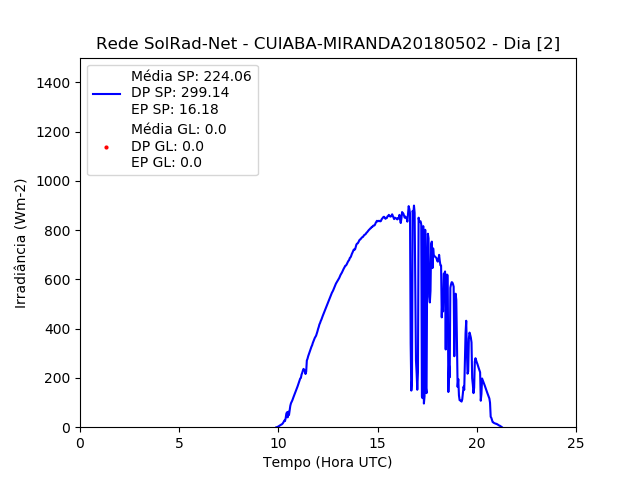 Rede SolRad-Net - CUIABA-MIRANDA20180502 - Dia [2]
Média SP: 224.06
DP SP: 299.14
EP SP: 16.18
Média GL: 0.0
DP GL: 0.0
EP GL: 0.0
1400
1200
1000
800
600
400
200
0
Irradiância (Wm-2)
0 5 10 15 20 25
Tempo (Hora UTC)